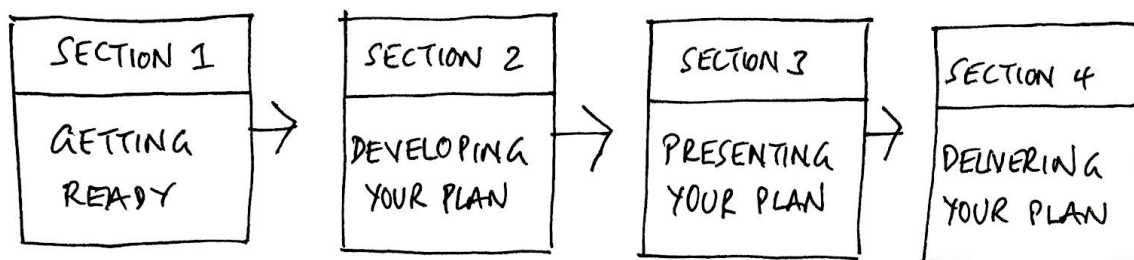 SECTION 1
GETTING
READY
SECTION 2
DEVELOPING
YOUR PLAN
SECTION 3
PRESENTING
YOUR PLAN
SECTION 4
DELIVERING
YOUR PLAN